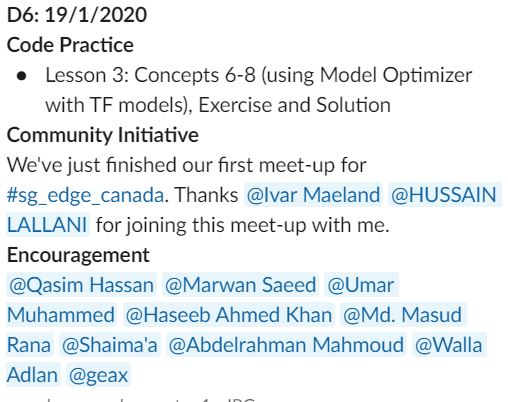 D6: 19/1/2020
Code Practice
● Lesson 3: Concepts 6-8 (using Model Optimizer
with TF models), Exercise and Solution
Community Initiative
We've just finished our first meet-up for
#sg_edge_canada. Thanks @Ivar Maeland @HUSSAIN
LALLANI for joining this meet-up with me.
Encouragement
@Qasim Hassan @Marwan Saeed @Umar
Muhammed @Haseeb Ahmed Khan @Md. Masud
Rana @Shaima'a @Abdelrahman Mahmoud @Walla
Adlan @geax